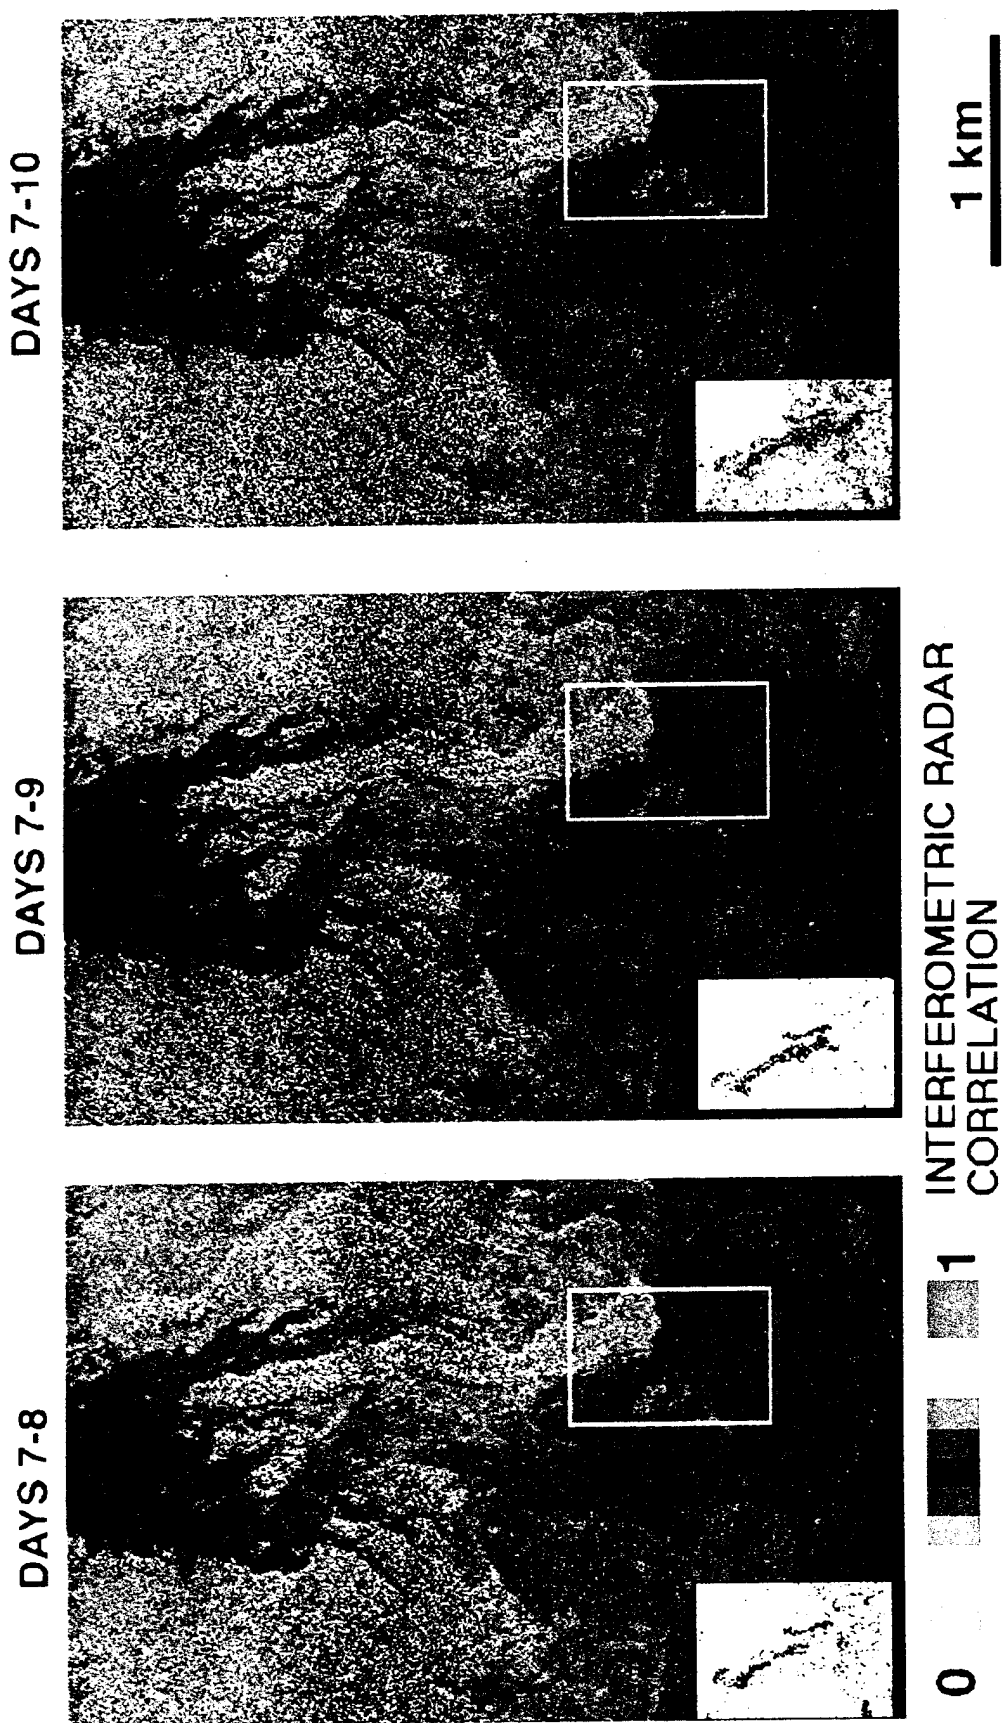 DAYS 7-8
DAYS 7-9
DAYS 7-10
0
1
INTERFEROMETRIC RADAR
CORRELATION
1 km